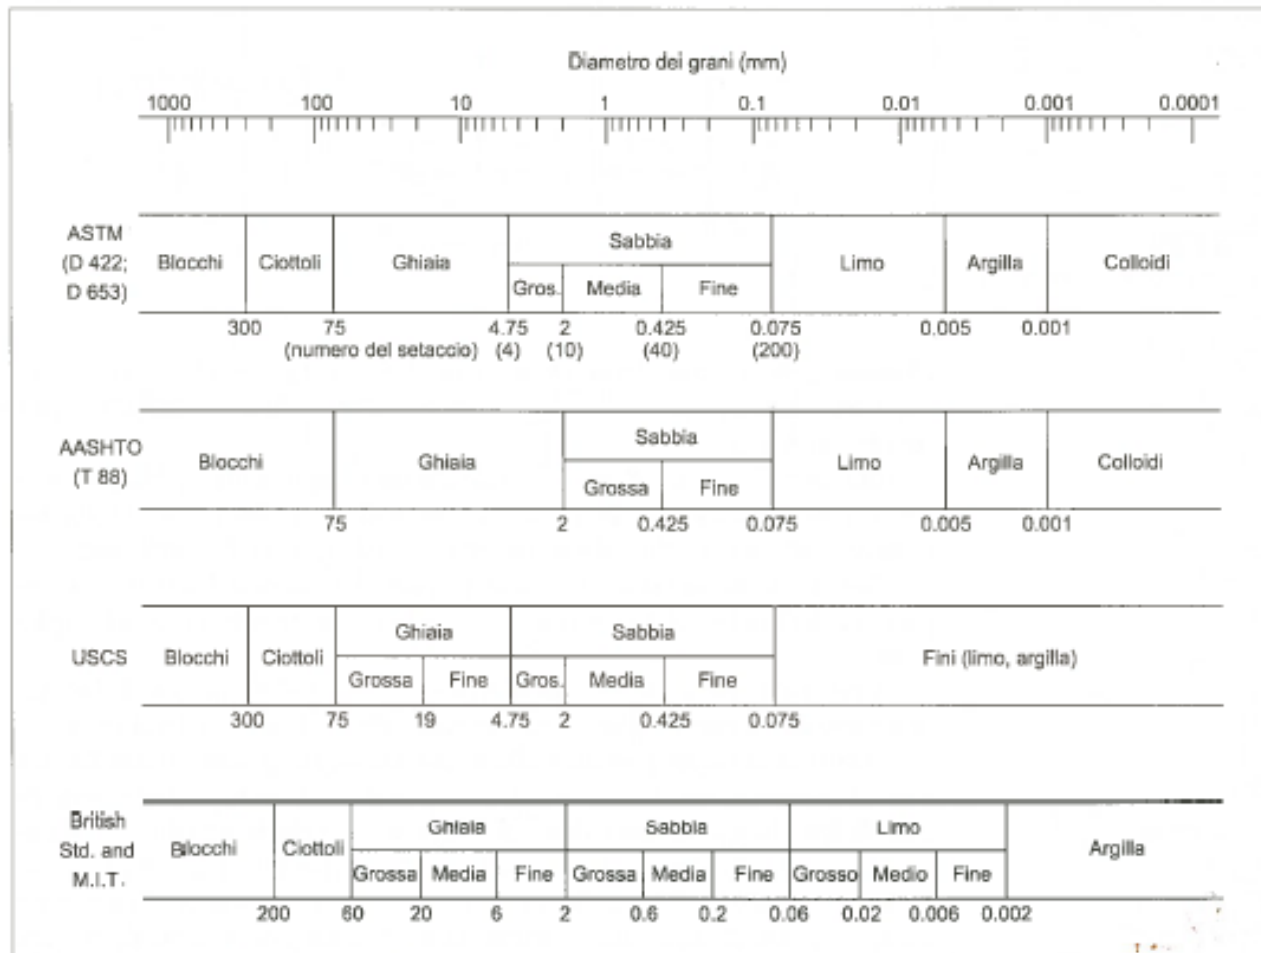 Diametro dei grani (mm)
1000 100 10 1 0.1 0.01 0.001 0.0001
ASTM
(D 422;
D 653)
Blocchi Ciottoli Ghiaia Sabbia Limo Argilla Colloidi
Gros. Media Fine
300 75 4.75 2 0.425 0.075 0.005 0.001
(numero del setaccio) (4) (10) (40) (200)
AASHTO
(T 88)
Blocchi Ghiaia Sabbia Limo Argilla Colloidi
Grossa Fine
75 2 0.425 0.075 0.005 0.001
USCS
Blocchi Ciottoli Ghiaia Sabbia Fini (limo, argilla)
Grossa Fine Gros. Media Fine
300 75 19 4.75 2 0.425 0.075
British
Std. and
M.I.T.
Blocchi Ciottoli Ghiaia Sabbia Limo Argilla
Grossa Media Fine Grossa Media Fine Grosso Medio Fine
200 60 20 6 2 0.6 0.2 0.06 0.02 0.006 0.002